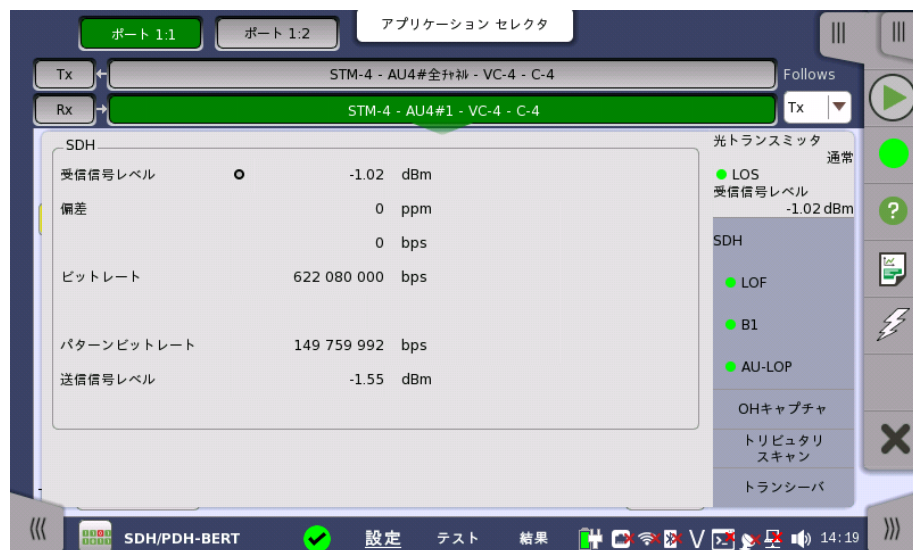 アプリケーション セレクタ
ポート 1:1
ポート 1:2
Tx
STM-4 - AU4#全ﾁｬﾈﾙ - VC-4 - C-4
Follows
Rx
STM-4 - AU4#1 - VC-4 - C-4
Tx
SDH
受信信号レベル -1.02 dBm
偏差 0 ppm
0 bps
ビットレート 622 080 000 bps
パターンビットレート 149 759 992 bps
送信信号レベル -1.55 dBm
光トランスミッタ
通常
LOS
受信信号レベル
-1.02 dBm
SDH
LOF
B1
AU-LOP
OHキャプチャ
トリビュタリ
スキャン
トランシーバ
SDH/PDH-BERT
設定
テスト
結果
14:19